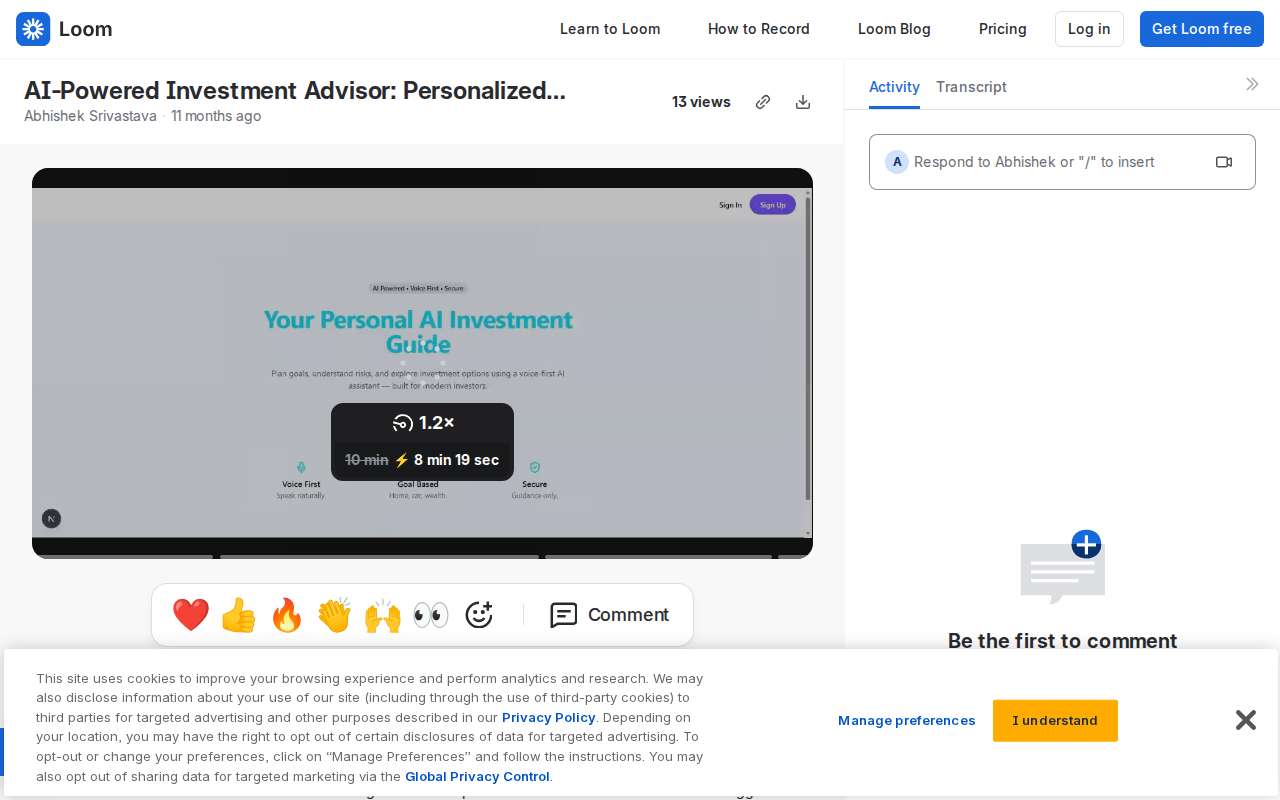 Loom
Learn to Loom
How to Record
Loom Blog
Pricing
Log in
Get Loom free
AI-Powered Investment Advisor: Personalized...
Abhishek Srivastava · 11 months ago
13 views
Activity
Transcript
A
Respond to Abhishek or "/" to insert
Sign In
Sign Up
AI Powered • Voice First • Secure
Your Personal AI Investment
Guide
Plan goals, understand risks, and explore investment options using a voice-first AI
assistant — built for modern investors.
1.2×
10 min ⚡ 8 min 19 sec
Voice First
Speak naturally.
Goal Based
Home, car, wealth.
Secure
Guidance only.
N
Comment
Be the first to comment
This site uses cookies to improve your browsing experience and perform analytics and research. We may
also disclose information about your use of our site (including through the use of third-party cookies) to
third parties for targeted advertising and other purposes described in our Privacy Policy. Depending on
your location, you may have the right to opt out of certain disclosures of data for targeted advertising. To
opt-out or change your preferences, click on “Manage Preferences” and follow the instructions. You may
also opt out of sharing data for targeted marketing via the Global Privacy Control.
Manage preferences
I understand